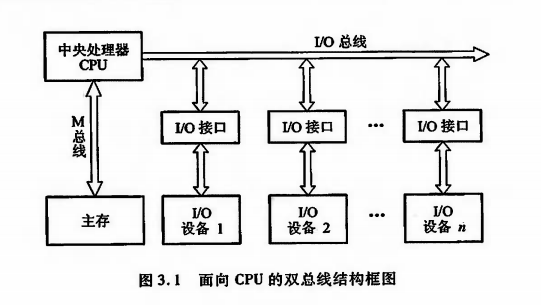 中央处理器
CPU
I/O 总线
M
总
线
I/O 接口
I/O 接口
…
I/O 接口
主存
I/O
设备 1
I/O
设备 2
…
I/O
设备 n
图 3.1 面向 CPU 的双总线结构框图